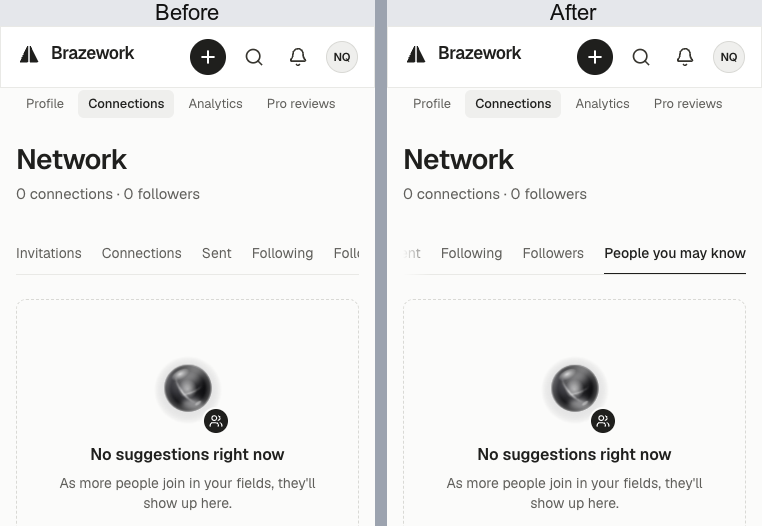 Before
Brazework
NQ
Profile Connections Analytics Pro reviews
Network
0 connections · 0 followers
Invitations Connections Sent Following
No suggestions right now
As more people join in your fields, they'll
show up here.
After
Brazework
NQ
Profile Connections Analytics Pro reviews
Network
0 connections · 0 followers
Following Followers People you may know
No suggestions right now
As more people join in your fields, they'll
show up here.